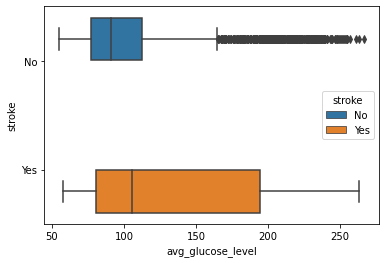 No
Yes
stroke
stroke
No
Yes
50
100
150
200
250
avg_glucose_level